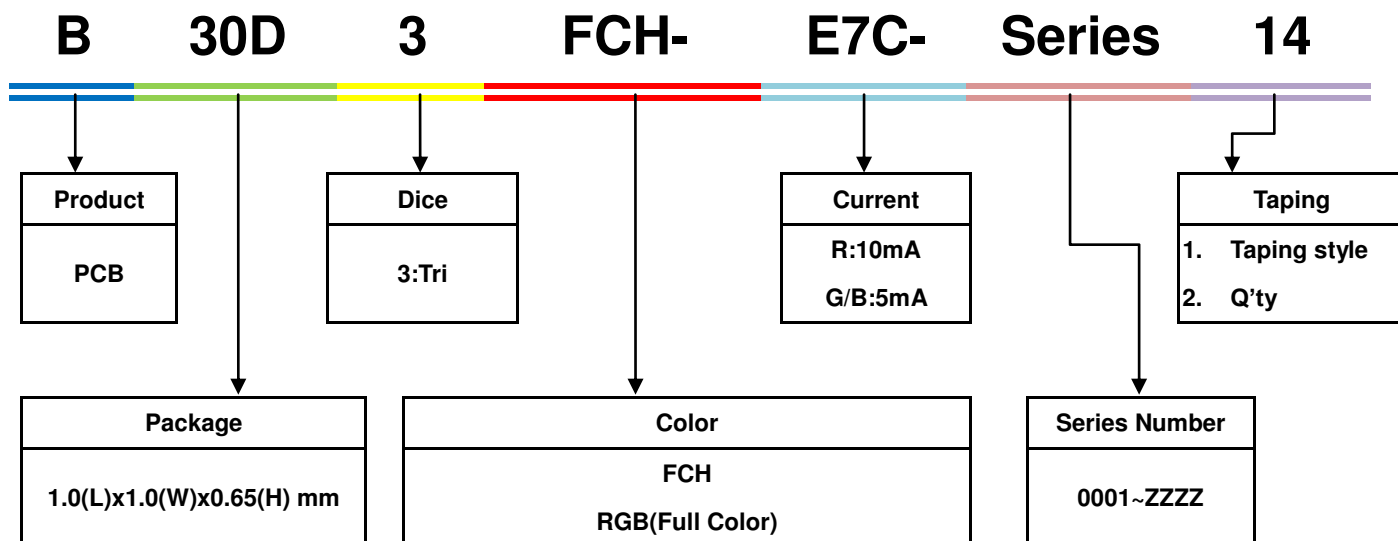 B 30D 3 FCH- E7C- Series 14
Product
PCB
Dice
3:Tri
Current
R:10mA
G/B:5mA
Taping
1. Taping style
2. Q'ty
Package
1.0(L)x1.0(W)x0.65(H) mm
Color
FCH
RGB(Full Color)
Series Number
0001~ZZZZ